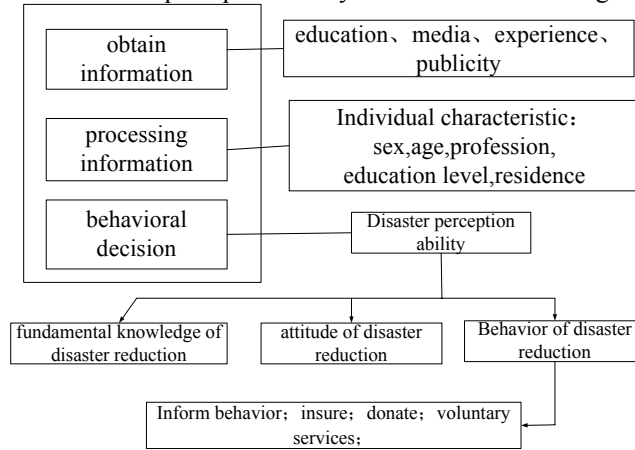 obtain
information
education、media、experience、
publicity
processing
information
Individual characteristic：
sex,age,profession,
education level,residence
behavioral
decision
Disaster perception
ability
fundamental knowledge of
disaster reduction
attitude of disaster
reduction
Behavior of disaster
reduction
Inform behavior；insure；donate；voluntary
services；